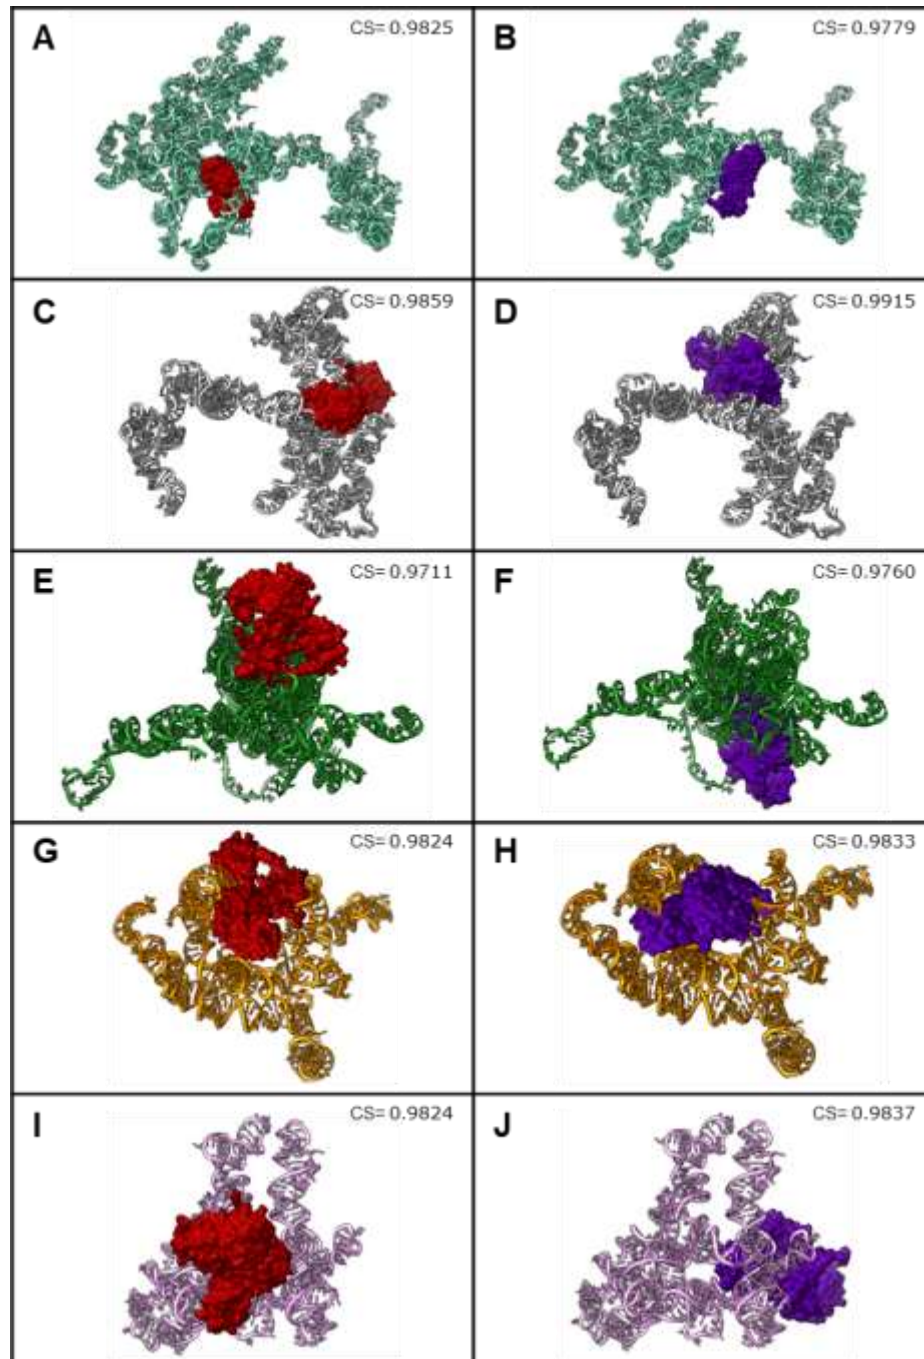 A CS= 0.9825
B CS= 0.9779
C CS= 0.9859
D CS= 0.9915
E CS= 0.9711
F CS= 0.9760
G CS= 0.9824
H CS= 0.9833
I CS= 0.9824
J CS= 0.9837